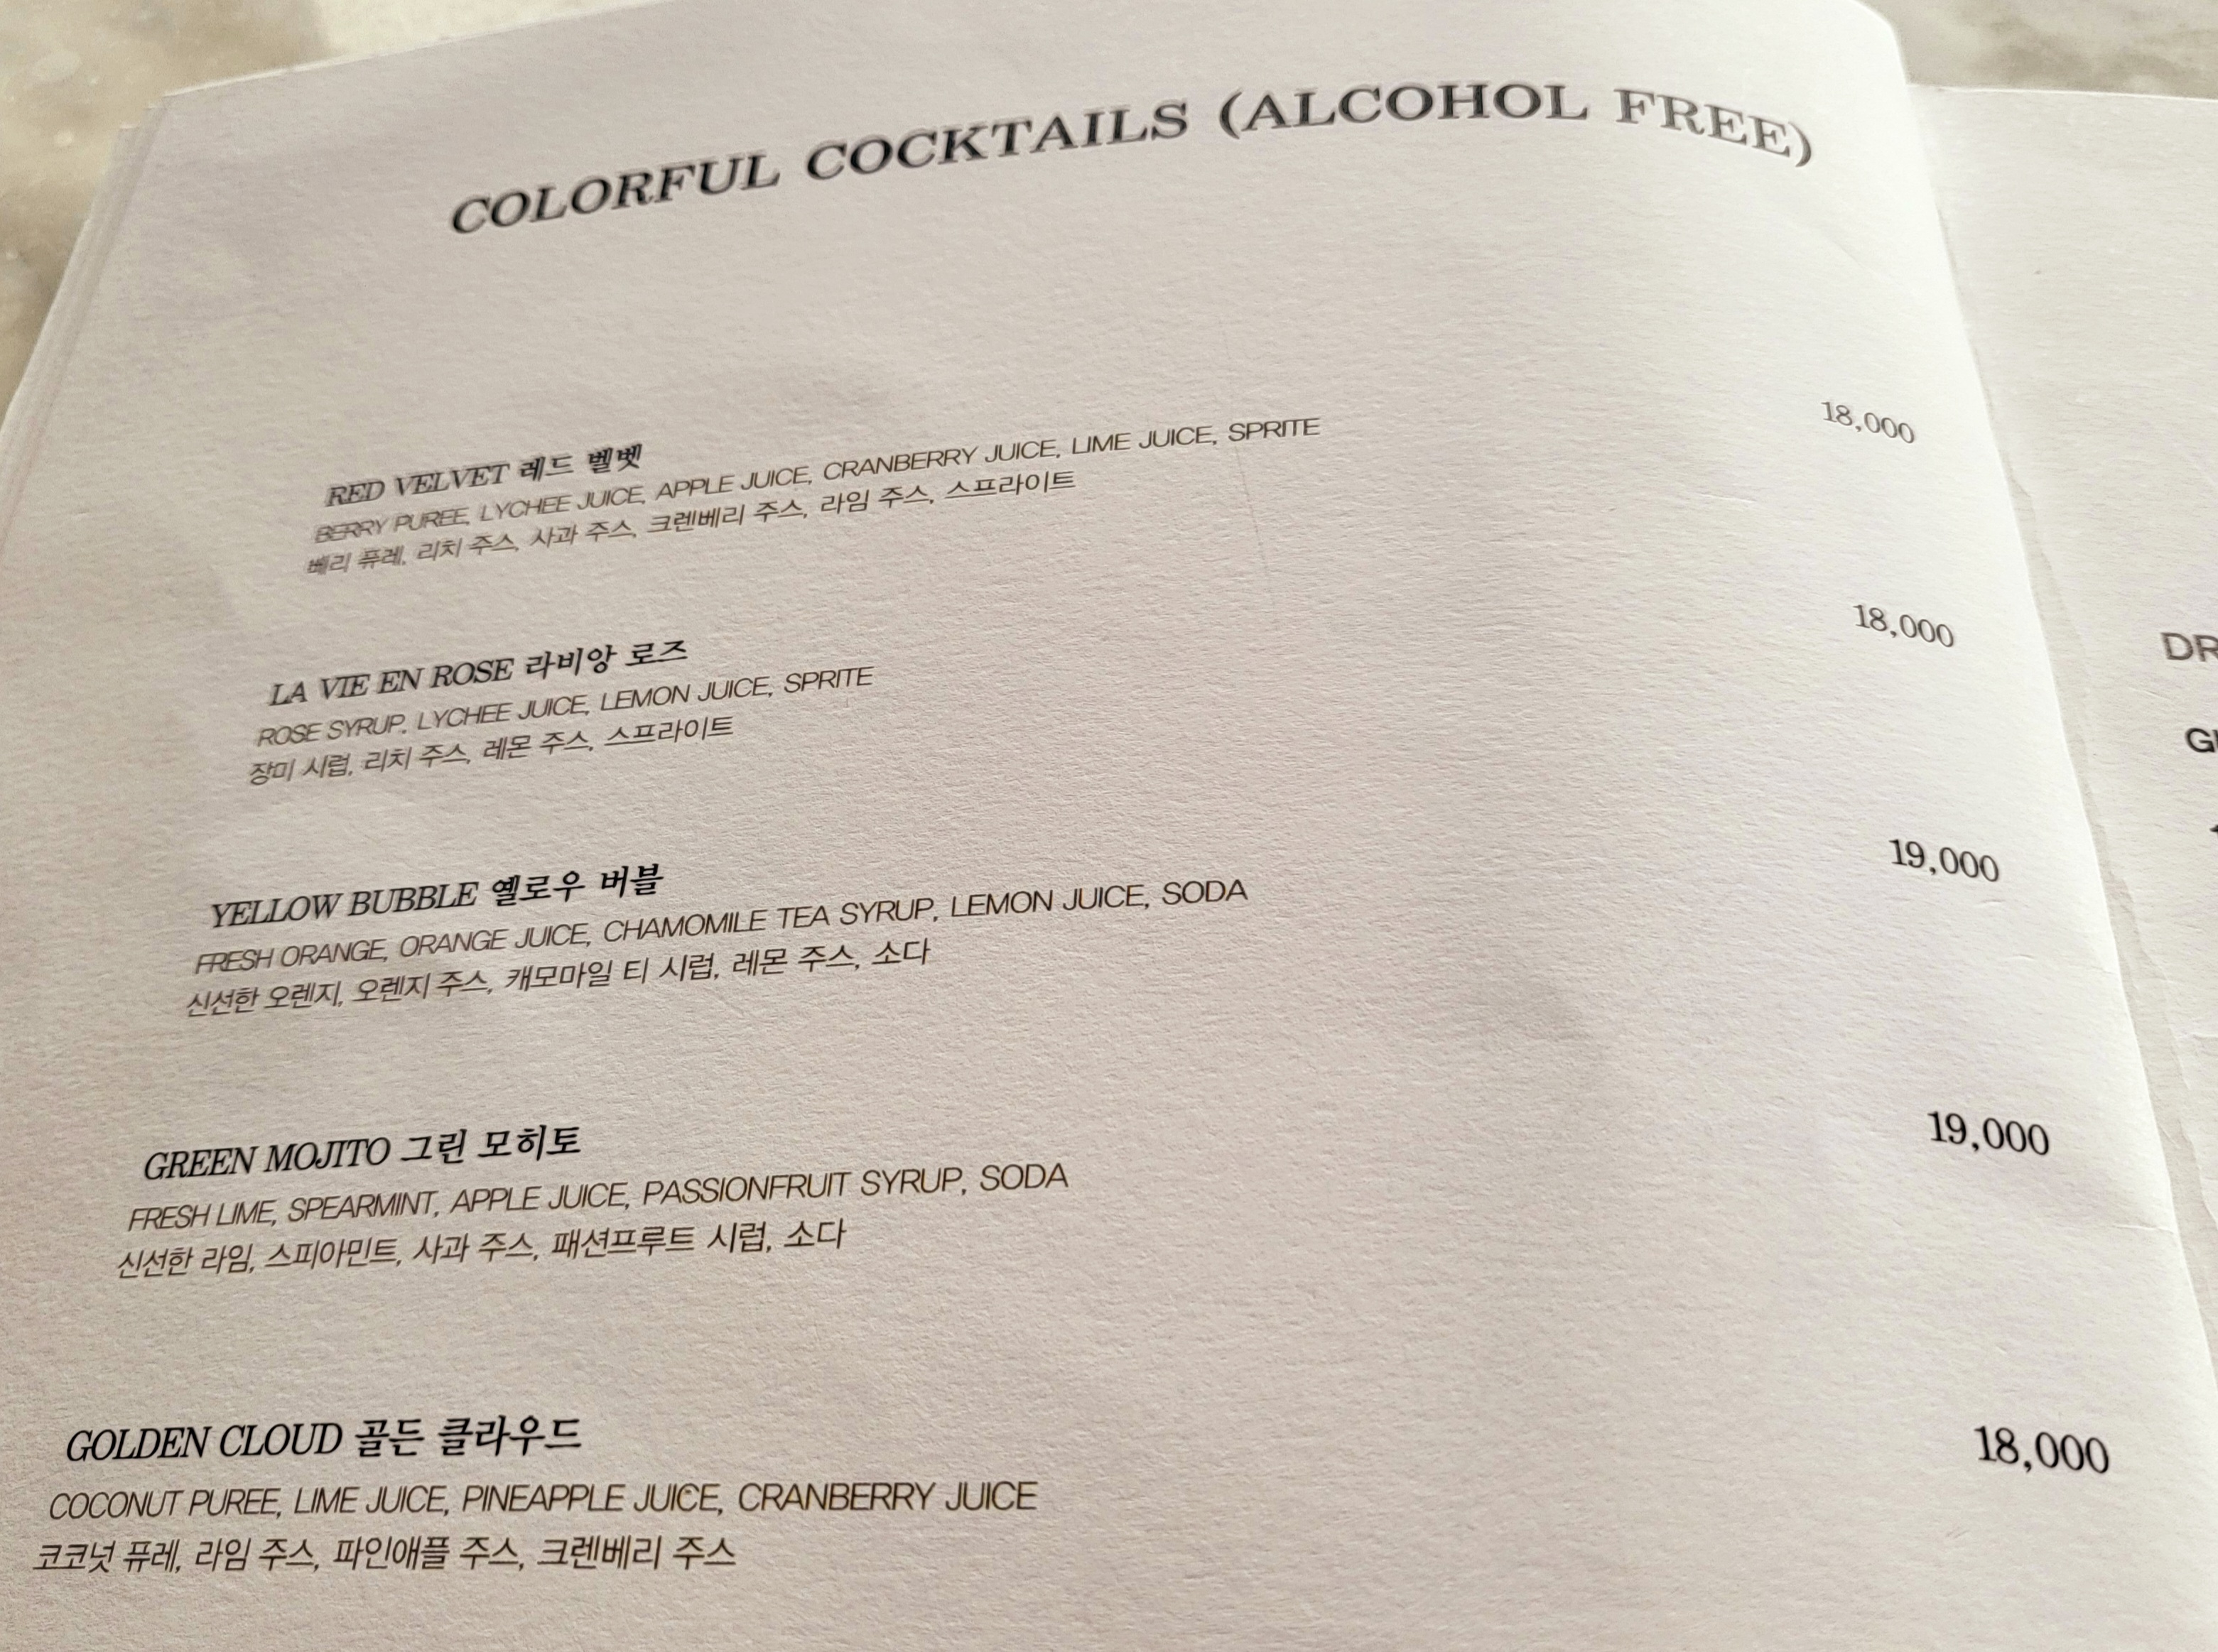 COLORFUL COCKTAILS (ALCOHOL FREE)
RED VELVET 레드 벨벳 18,000
BERRY PUREE, LYCHEE JUICE, APPLE JUICE, CRANBERRY JUICE, LIME JUICE, SPRITE
베리 퓨레, 리치 주스, 사과 주스, 크렌베리 주스, 라임 주스, 스프라이트
LA VIE EN ROSE 라비앙 로즈 18,000
ROSE SYRUP, LYCHEE JUICE, LEMON JUICE, SPRITE
장미 시럽, 리치 주스, 레몬 주스, 스프라이트
YELLOW BUBBLE 옐로우 버블 19,000
FRESH ORANGE, ORANGE JUICE, CHAMOMILE TEA SYRUP, LEMON JUICE, SODA
신선한 오렌지, 오렌지 주스, 캐모마일 티 시럽, 레몬 주스, 소다
GREEN MOJITO 그린 모히토 19,000
FRESH LIME, SPEARMINT, APPLE JUICE, PASSIONFRUIT SYRUP, SODA
신선한 라임, 스피아민트, 사과 주스, 패션프루트 시럽, 소다
GOLDEN CLOUD 골든 클라우드 18,000
COCONUT PUREE, LIME JUICE, PINEAPPLE JUICE, CRANBERRY JUICE
코코넛 퓨레, 라임 주스, 파인애플 주스, 크렌베리 주스